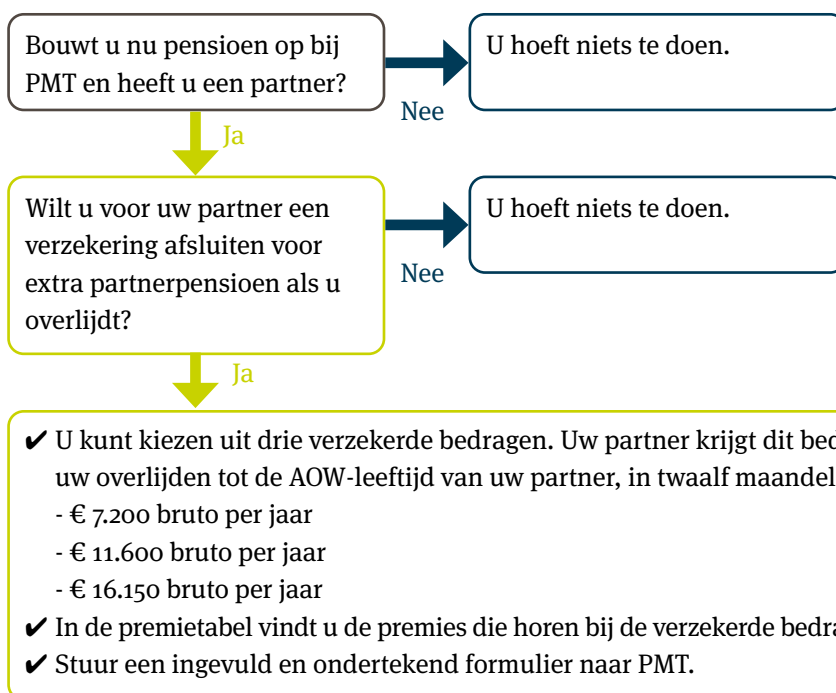 Bouwt u nu pensioen op bij
PMT en heeft u een partner?
U hoeft niets te doen.
Nee
Ja
Wilt u voor uw partner een
verzekering afsluiten voor
extra partnerpensioen als u
overlijdt?
U hoeft niets te doen.
Nee
Ja
✔ U kunt kiezen uit drie verzekerde bedragen. Uw partner krijgt dit
uw overlijden tot de AOW-leeftijd van uw partner, in twaalf
- € 7.200 bruto per jaar
- € 11.600 bruto per jaar
- € 16.150 bruto per jaar
✔ In de premietabel vindt u de premies die horen bij de verzekerde
✔ Stuur een ingevuld en ondertekend formulier naar PMT.